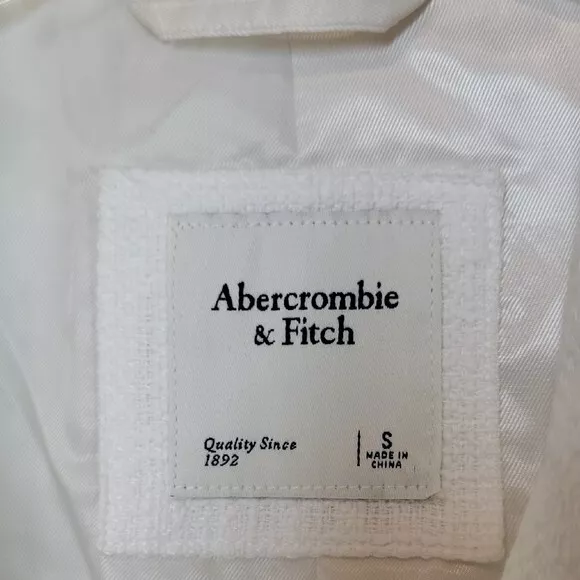 Abercrombie
& Fitch
Quality Since
1892
S
MADE IN
CHINA